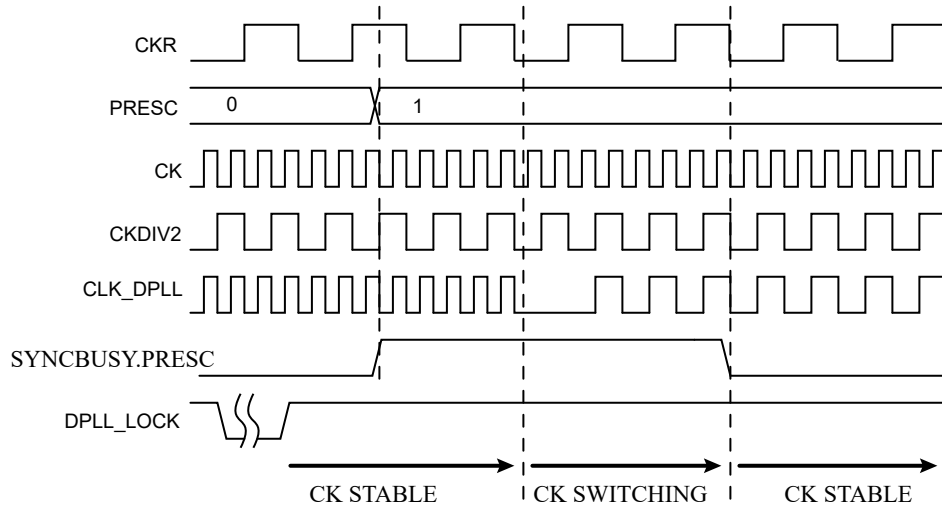 CKR
PRESC 0 1
CK
CKDIV2
CLK_DPLL
SYNCBUSY.PRESC
DPLL_LOCK
CK STABLE CK SWITCHING CK STABLE